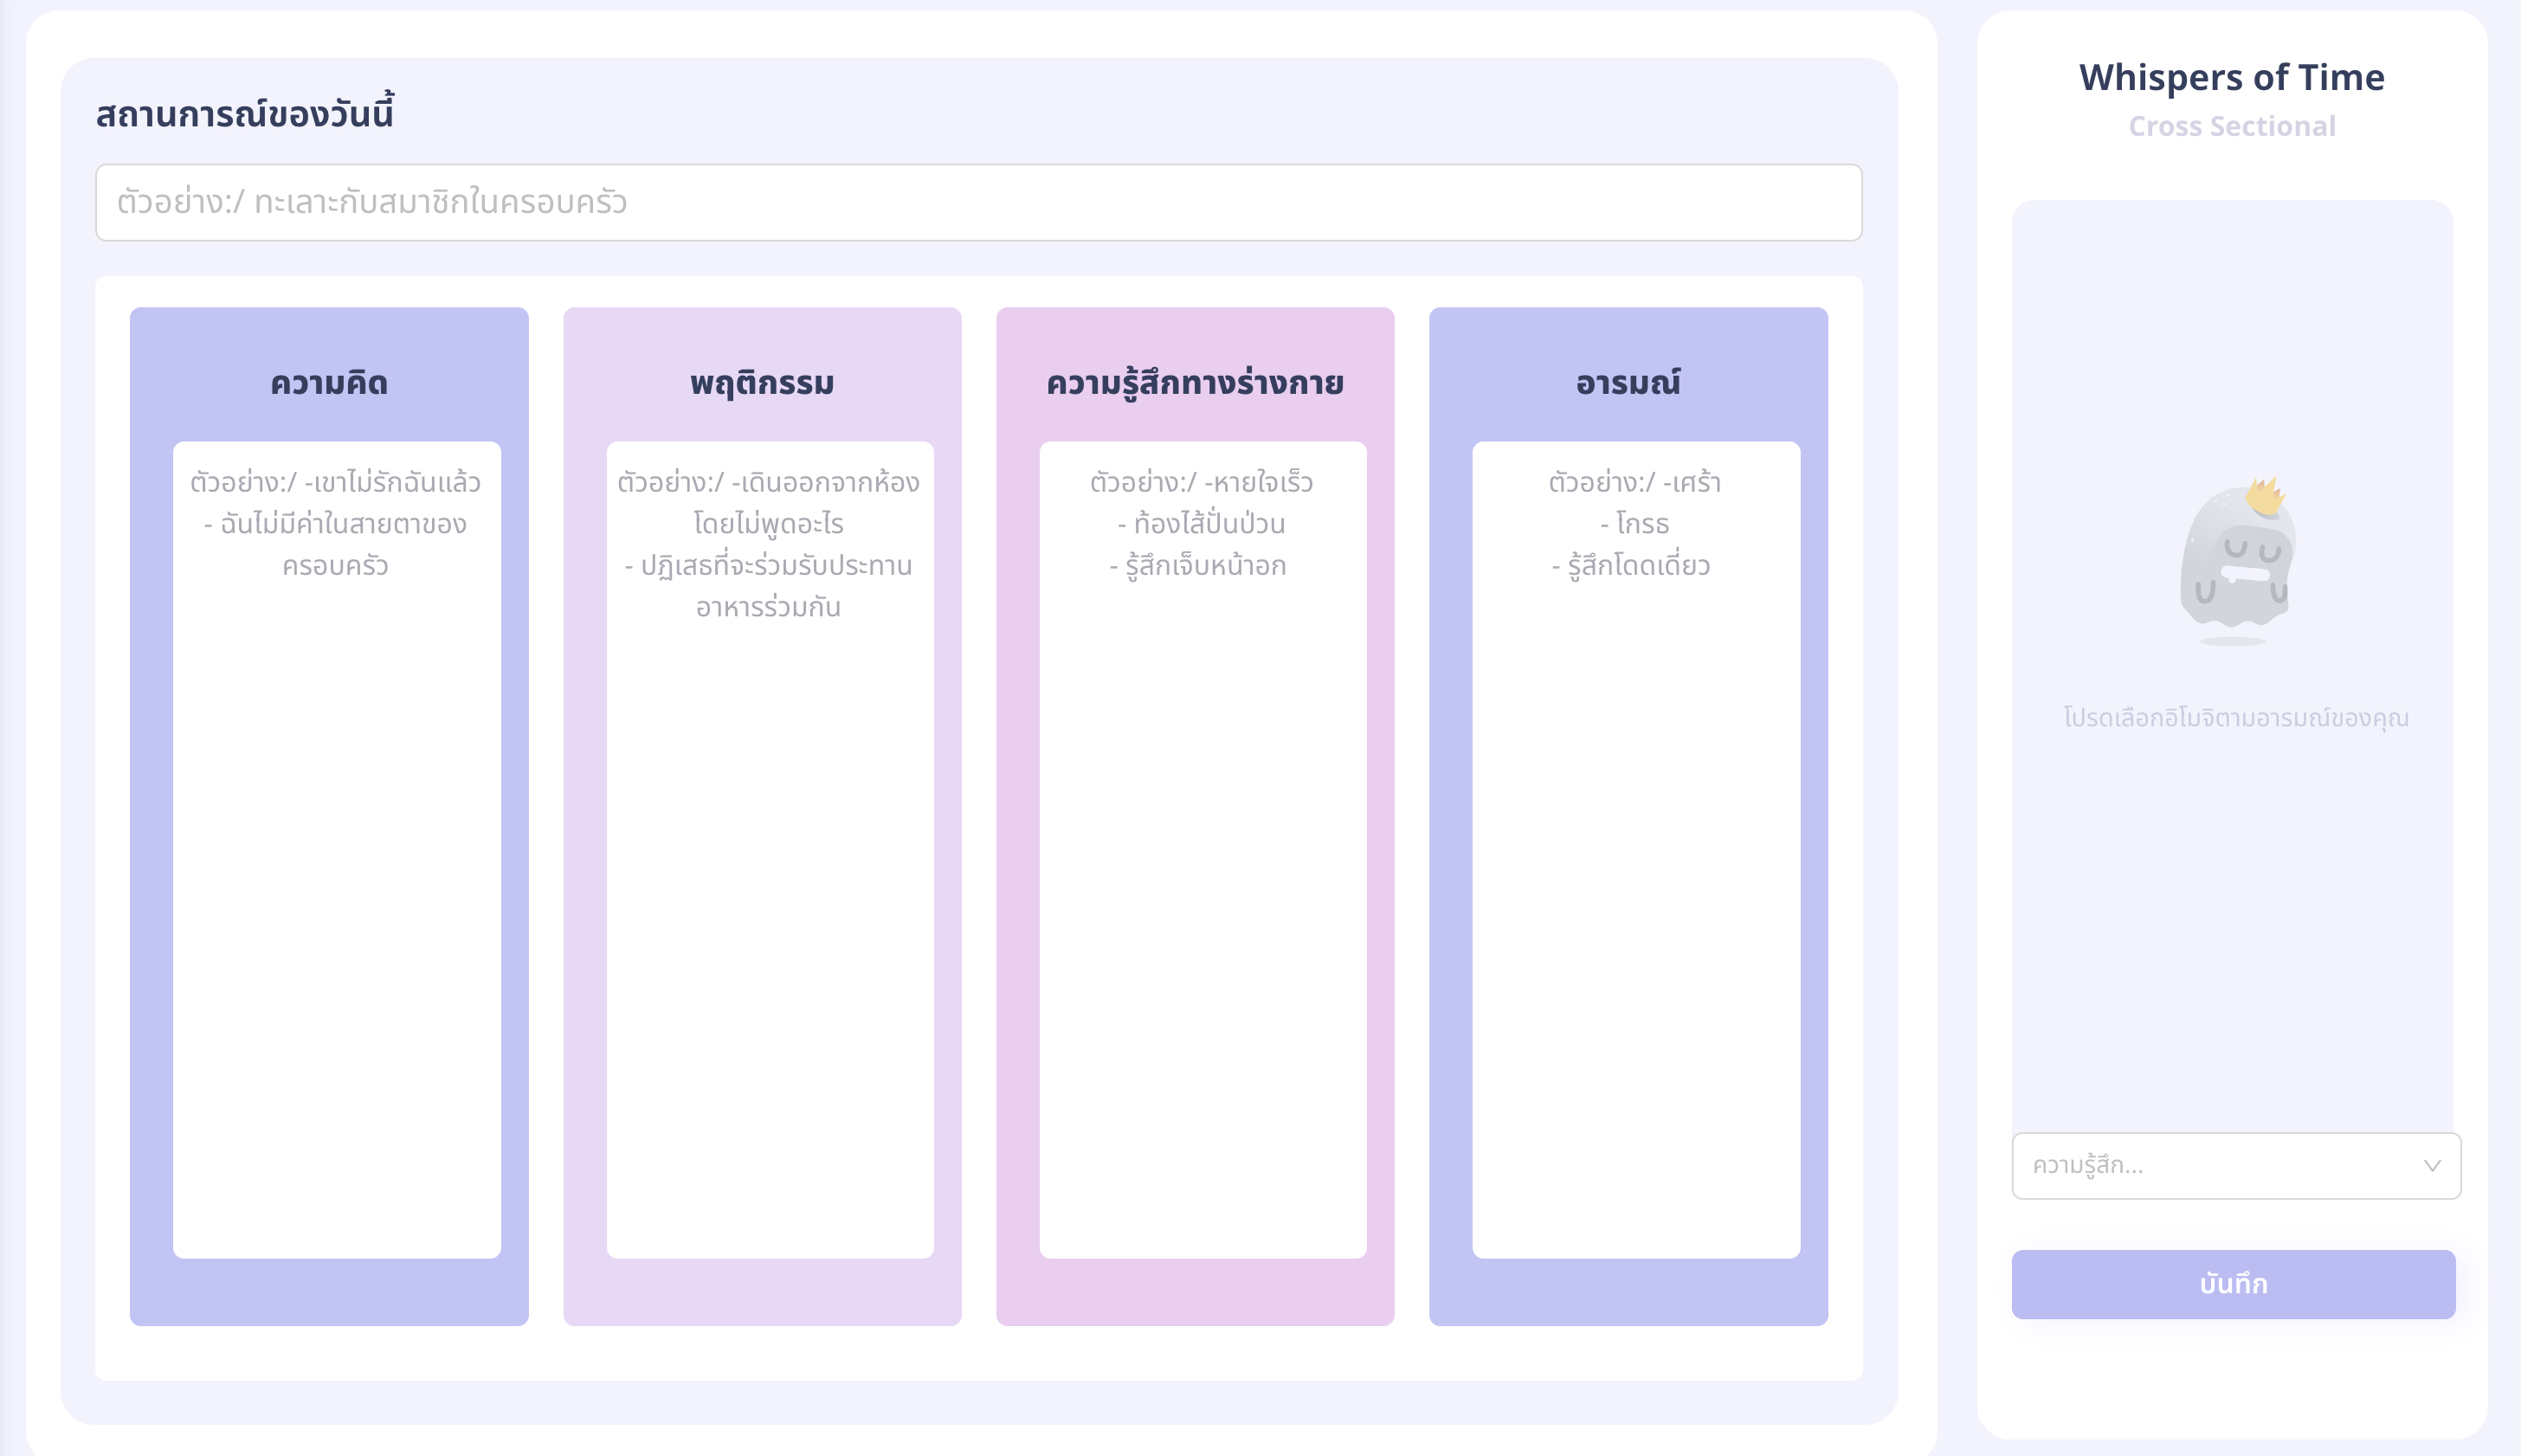 สถานการณ์ของวันนี้
ตัวอย่าง:/ ทะเลาะกับสมาชิกในครอบครัว
ความคิด
ตัวอย่าง:/ -เขาไม่รักฉันแล้ว
- ฉันไม่มีค่าในสายตาของ
ครอบครัว
พฤติกรรม
ตัวอย่าง:/ -เดินออกจากห้อง
โดยไม่พูดอะไร
- ปฏิเสธที่จะร่วมรับประทาน
อาหารร่วมกัน
ความรู้สึกทางร่างกาย
ตัวอย่าง:/ -หายใจเร็ว
- ท้องไส้ปั่นป่วน
- รู้สึกเจ็บหน้าอก
อารมณ์
ตัวอย่าง:/ -เศร้า
- โกรธ
- รู้สึกโดดเดี่ยว
Whispers of Time
Cross Sectional
โปรดเลือกอิโมจิตามอารมณ์ของคุณ
ความรู้สึก...
บันทึก